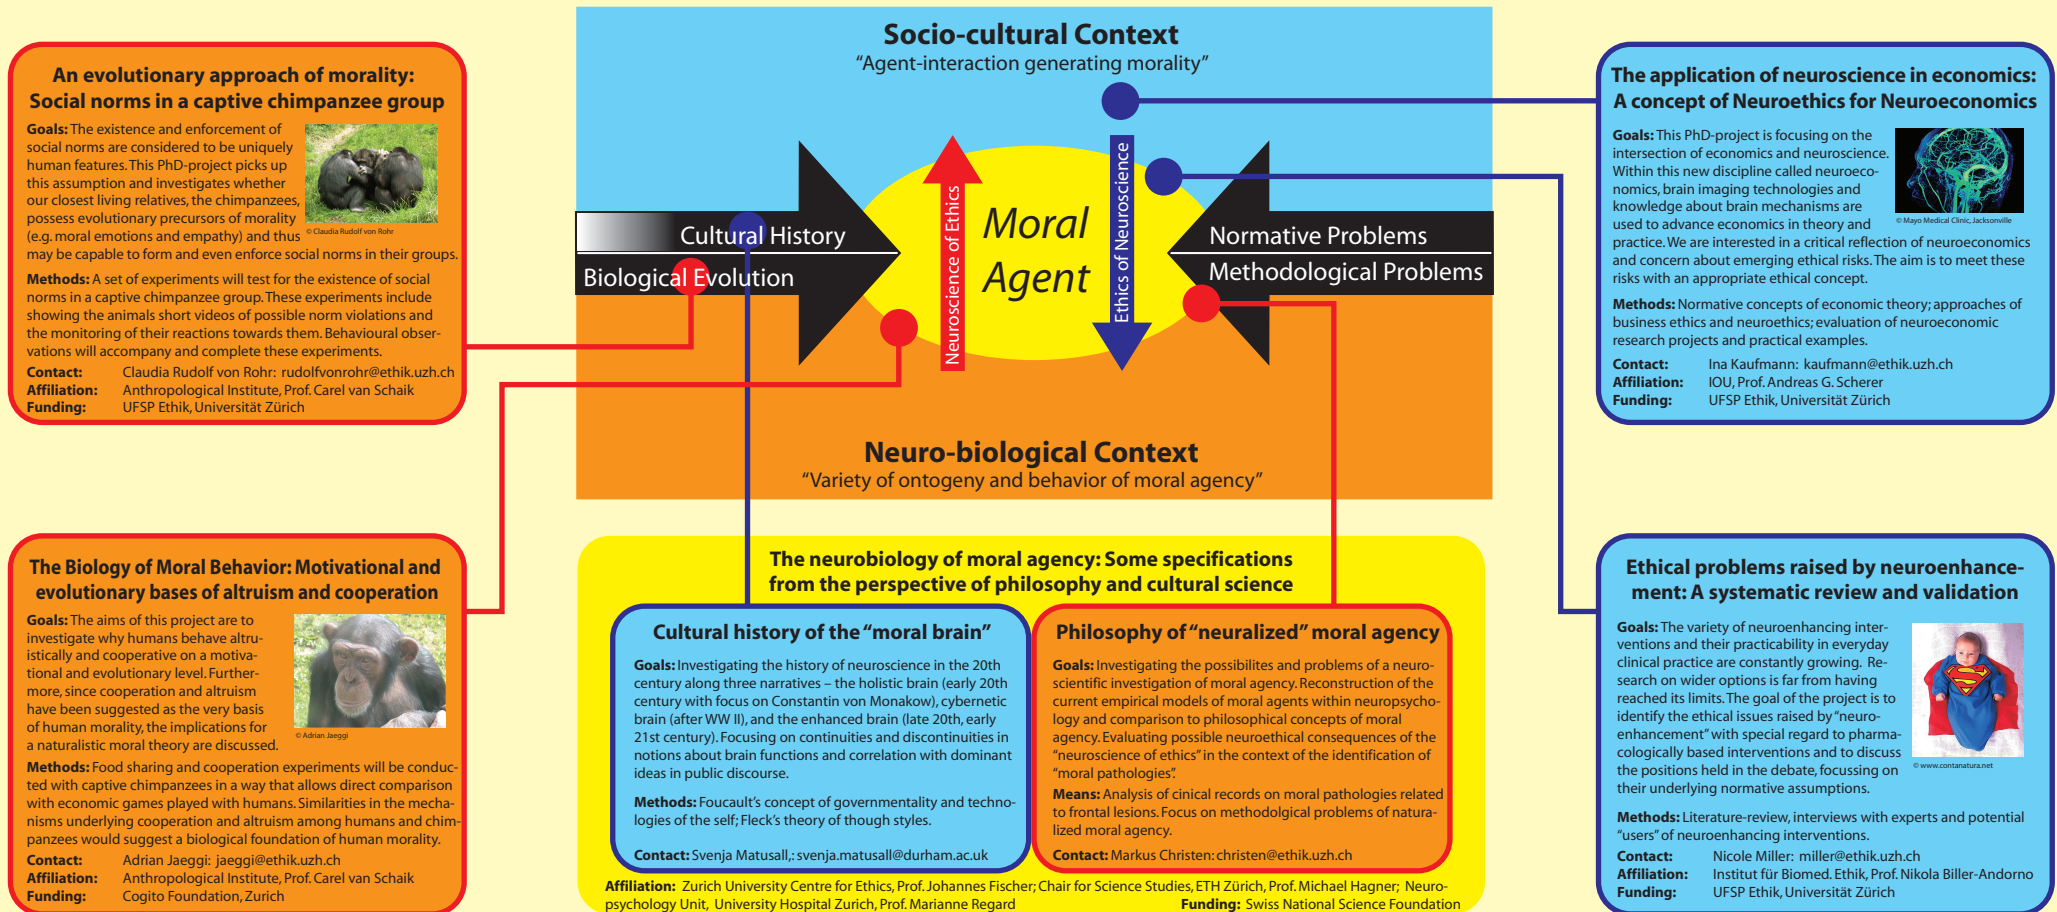 Socio-cultural Context
“Agent-interaction generating morality”
Cultural History
Biological Evolution
Neuroscience of Ethics
Moral
Agent
Ethics of Neuroscience
Normative Problems
Methodological Problems
Neuro-biological Context
“Variety of ontogeny and behavior of moral agency”
An evolutionary approach of morality:
Social norms in a captive chimpanzee group
Goals: The existence and enforcement of
social norms are considered to be uniquely
human features. This PhD-project picks up
this assumption and investigates whether
our closest living relatives, the chimpanzees,
possess evolutionary precursors of morality
(e.g. moral emotions and empathy) and thus
may be capable to form and even enforce social norms in their groups.
© Claudia Rudolf von Rohr
Methods: A set of experiments will test for the existence of social
norms in a captive chimpanzee group. These experiments include
showing the animals short videos of possible norm violations and
the monitoring of their reactions towards them. Behavioural obser-
vations will accompany and complete these experiments.
Contact: Claudia Rudolf von Rohr: rudolfvonrohr@ethik.uzh.ch
Affiliation: Anthropological Institute, Prof. Carel van Schaik
Funding: UFSP Ethik, Universität Zürich
The Biology of Moral Behavior: Motivational and
evolutionary bases of altruism and cooperation
Goals: The aims of this project are to
investigate why humans behave altru-
istically and cooperative on a motiva-
tional and evolutionary level. Further-
more, since cooperation and altruism
have been suggested as the very basis
of human morality, the implications for
a naturalistic moral theory are discussed.
© Adrian Jaeggi
Methods: Food sharing and cooperation experiments will be conduc-
ted with captive chimpanzees in a way that allows direct comparison
with economic games played with humans. Similarities in the mecha-
nisms underlying cooperation and altruism among humans and chim-
panzees would suggest a biological foundation of human morality.
Contact: Adrian Jaeggi: jaeggi@ethik.uzh.ch
Affiliation: Anthropological Institute, Prof. Carel van Schaik
Funding: Cogito Foundation, Zurich
The neurobiology of moral agency: Some specifications
from the perspective of philosophy and cultural science
Cultural history of the “moral brain”
Goals: Investigating the history of neuroscience in the 20th
century along three narratives – the holistic brain (early 20th
century with focus on Constantin von Monakow), cybernetic
brain (after WW II), and the enhanced brain (late 20th, early
21st century). Focusing on continuities and discontinuities in
notions about brain functions and correlation with dominant
ideas in public discourse.
Methods: Foucault’s concept of governmentality and techno-
logies of the self; Fleck’s theory of though styles.
Contact: Svenja Matusall,: svenja.matusall@durham.ac.uk
Philosophy of “neuralized” moral agency
Goals: Investigating the possibilites and problems of a neuro-
scientific investigation of moral agency. Reconstruction of the
current empirical models of moral agents within neuropsycho-
logy and comparison to philosophical concepts of moral
agency. Evaluating possible neuroethical consequences of the
“neuroscience of ethics” in the context of the identification of
“moral pathologies”.
Means: Analysis of cinical records on moral pathologies related
to frontal lesions. Focus on methodolgical problems of natura-
lized moral agency.
Contact: Markus Christen: christen@ethik.uzh.ch
Affiliation: Zurich University Centre for Ethics, Prof. Johannes Fischer; Chair for Science Studies, ETH Zürich, Prof. Michael Hagner; Neuro-
psychology Unit, University Hospital Zurich, Prof. Marianne Regard Funding: Swiss National Science Foundation
The application of neuroscience in economics:
A concept of Neuroethics for Neuroeconomics
Goals: This PhD-project is focusing on the
intersection of economics and neuroscience.
Within this new discipline called neuroeco-
nomics, brain imaging technologies and
knowledge about brain mechanisms are
used to advance economics in theory and
practice. We are interested in a critical reflection of neuroeconomics
and concern about emerging ethical risks. The aim is to meet these
risks with an appropriate ethical concept.
© Mayo Medical Clinic, Jacksonville
Methods: Normative concepts of economic theory; approaches of
business ethics and neuroethics; evaluation of neuroeconomic
research projects and practical examples.
Contact: Ina Kaufmann: kaufmann@ethik.uzh.ch
Affiliation: IOU, Prof. Andreas G. Scherer
Funding: UFSP Ethik, Universität Zürich
Ethical problems raised by neuroenhance-
ment: A systematic review and validation
Goals: The variety of neuroenhancing inter-
ventions and their practicability in everyday
clinical practice are constantly growing. Re-
search on wider options is far from having
reached its limits. The goal of the project is to
identify the ethical issues raised by “neuro-
enhancement” with special regard to pharma-
cologically based interventions and to discuss
the positions held in the debate, focussing on
their underlying normative assumptions.
© www.contanatura.net
Methods: Literature-review, interviews with experts and potential
“users” of neuroenhancing interventions.
Contact: Nicole Miller: miller@ethik.uzh.ch
Affiliation: Institut für Biomed. Ethik, Prof. Nikola Biller-Andorno
Funding: UFSP Ethik, Universität Zürich